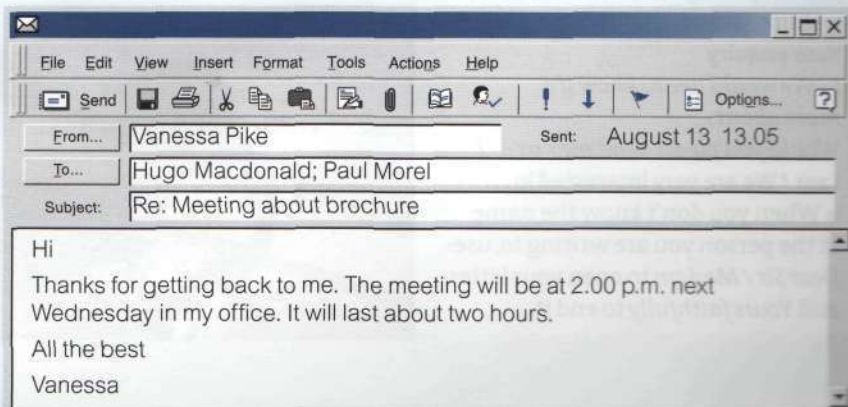 File Edit View Insert Format Tools Actions Help
Send Options...
From... Vanessa Pike Sent: August 13 13.05
To... Hugo Macdonald; Paul Morel
Subject: Re: Meeting about brochure
Hi
Thanks for getting back to me. The meeting will be at 2.00 p.m. next
Wednesday in my office. It will last about two hours.
All the best
Vanessa